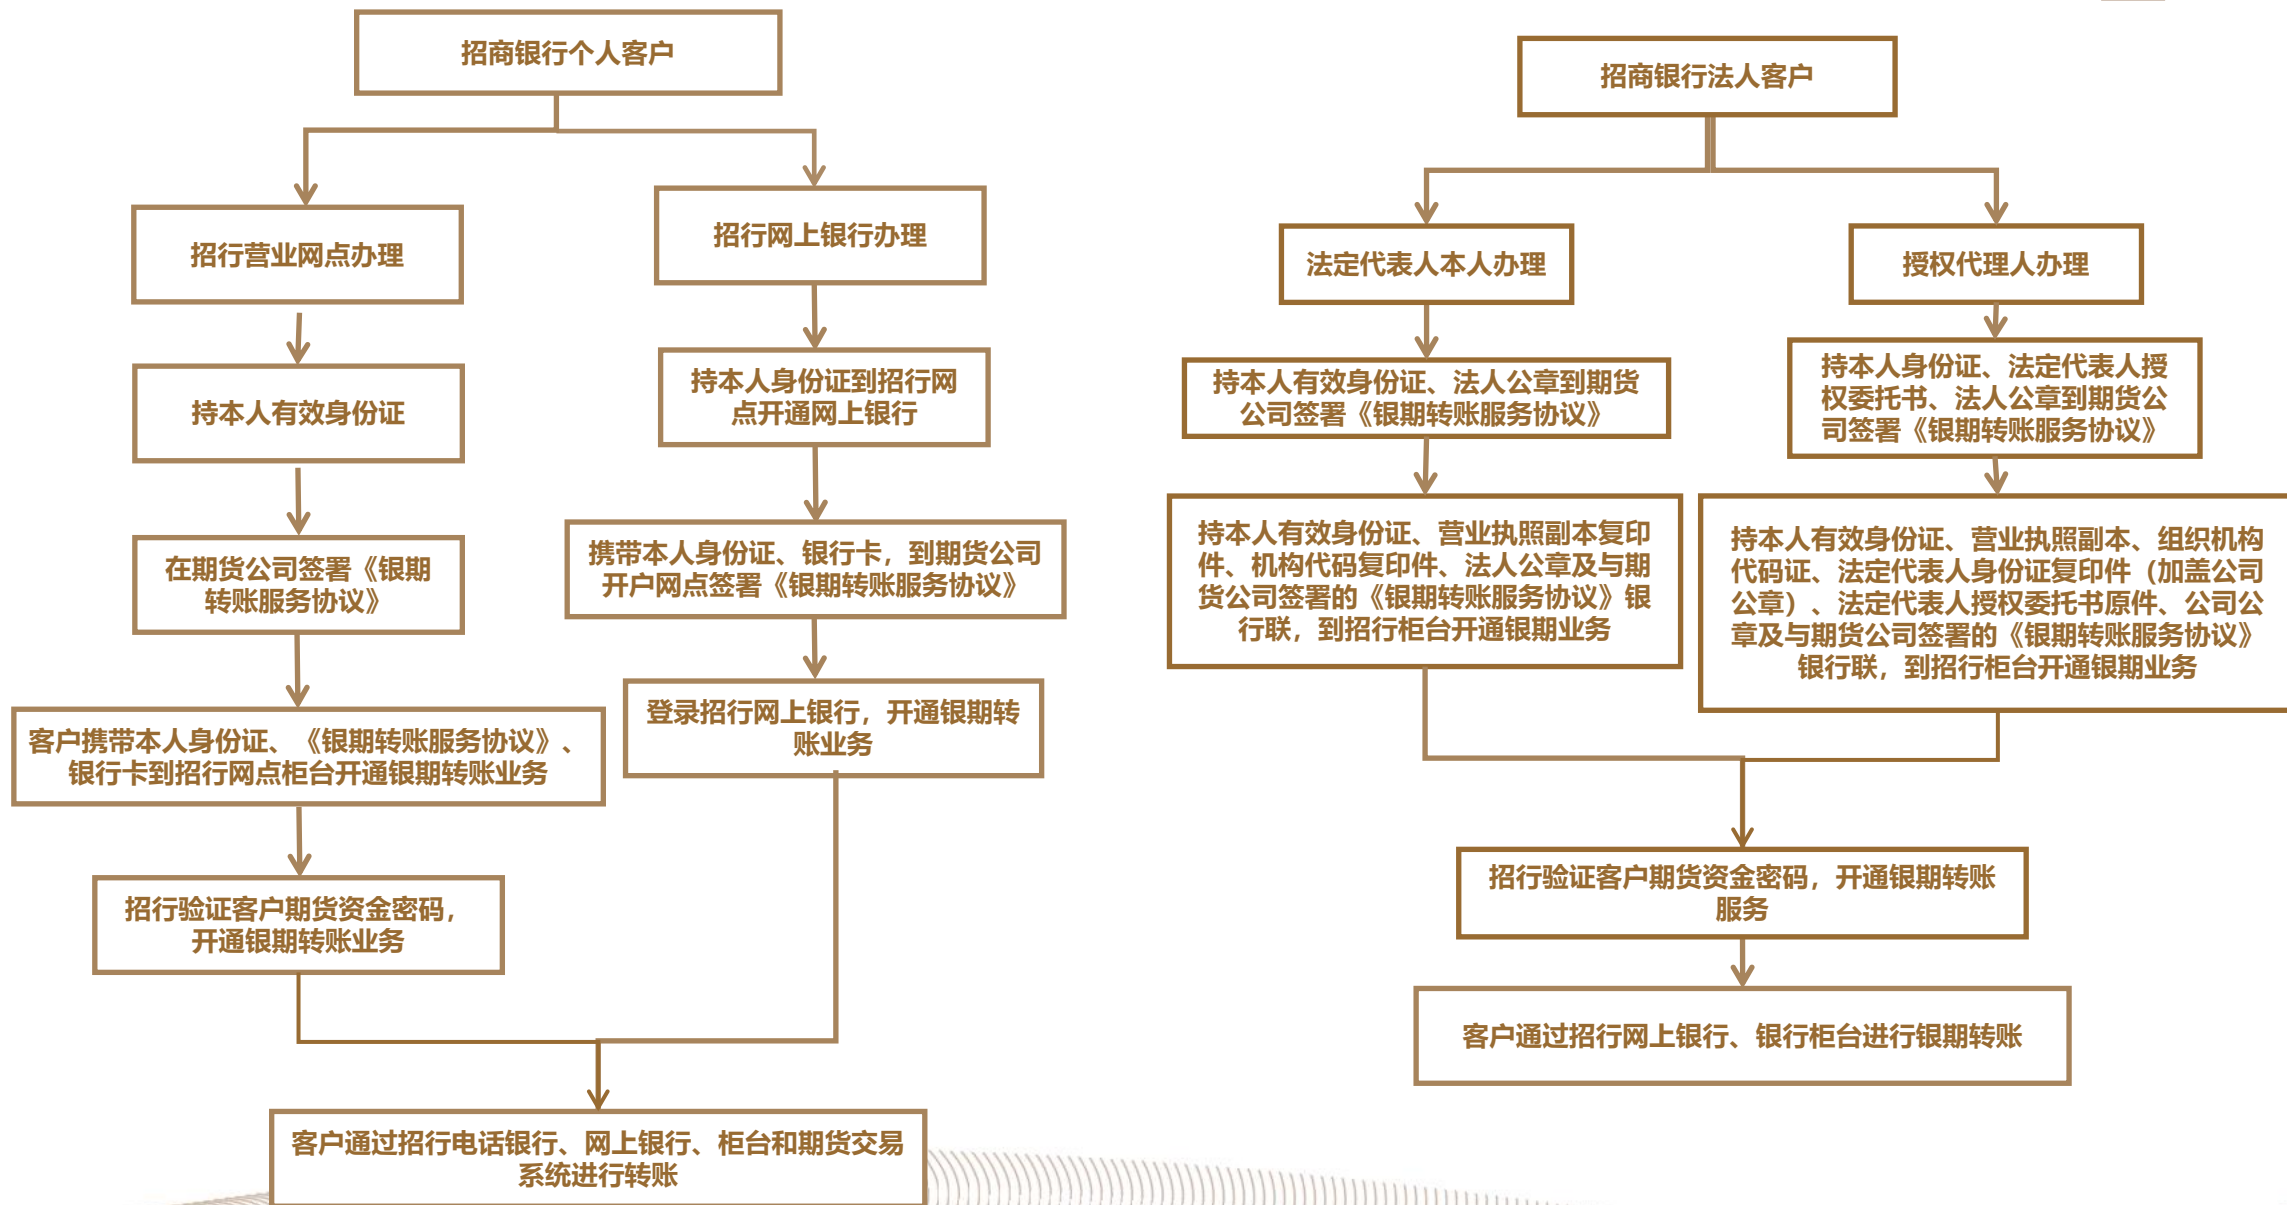 招商银行个人客户
招行营业网点办理
持本人有效身份证
在期货公司签署《银期
转账服务协议》
客户携带本人身份证、《银期转账服务协议》、
银行卡到招行网点柜台开通银期转账业务
招行验证客户期货资金密码，
开通银期转账业务
招行网上银行办理
持本人身份证到招行网
点开通网上银行
携带本人身份证、银行卡，到期货公司
开户网点签署《银期转账服务协议》
登录招行网上银行，开通银期转
账业务
客户通过招行电话银行、网上银行、柜台和期货交易
系统进行转账
招商银行法人客户
法定代表人本人办理
持本人有效身份证、法人公章到期货
公司签署《银期转账服务协议》
持本人有效身份证、营业执照副本复印
件、机构代码复印件、法人公章及与期
货公司签署的《银期转账服务协议》银
行联，到招行柜台开通银期业务
授权代理人办理
持本人身份证、法定代表人授
权委托书、法人公章到期货公
司签署《银期转账服务协议》
持本人有效身份证、营业执照副本、组织机构
代码证、法定代表人身份证复印件（加盖公司
公章）、法定代表人授权委托书原件、公司公
章及与期货公司签署的《银期转账服务协议》
银行联，到招行柜台开通银期业务
招行验证客户期货资金密码，开通银期转账
服务
客户通过招行网上银行、银行柜台进行银期转账